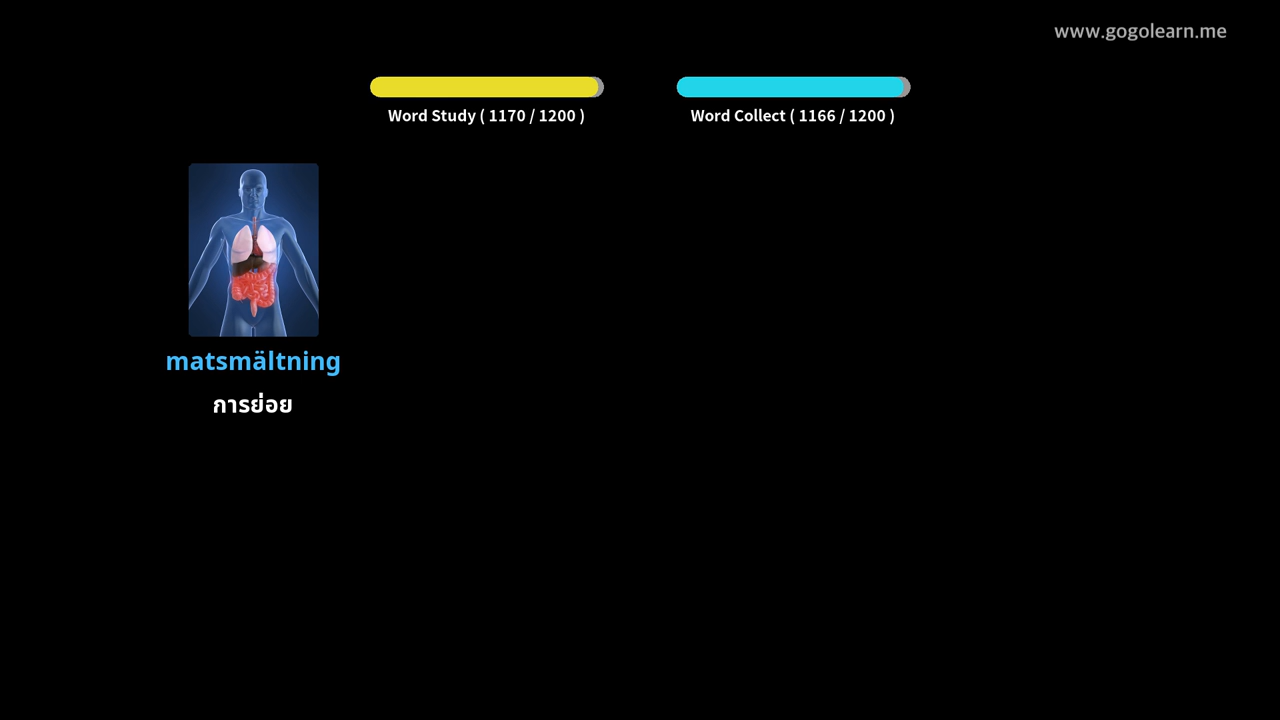 www.gogolearn.me
Word Study ( 1170 / 1200 )
Word Collect ( 1166 / 1200 )
matsmältning
การย่อย